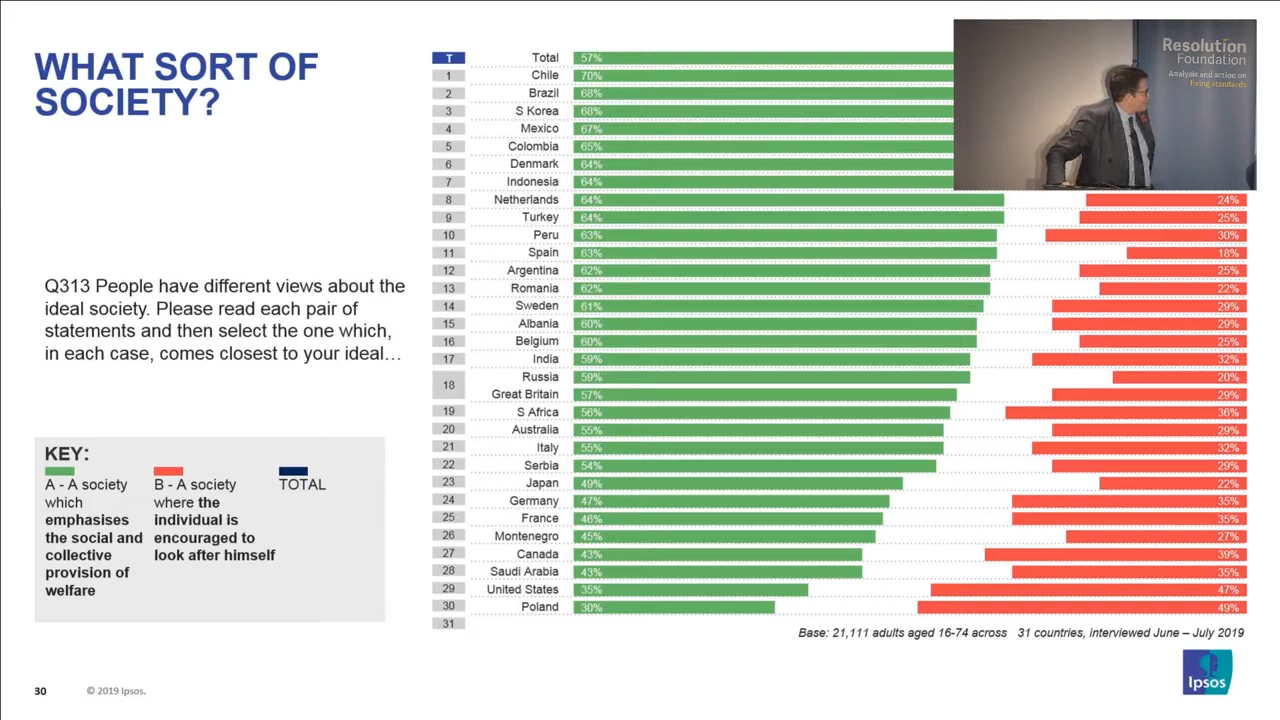 WHAT SORT OF
SOCIETY?
Q313 People have different views about the
ideal society. Please read each pair of
statements and then select the one which,
in each case, comes closest to your ideal…
KEY:
A - A society
which
emphasises
the social and
collective
provision of
welfare
B - A society
where the
individual is
encouraged to
look after himself
TOTAL
T Total 57%
1 Chile 70%
2 Brazil 68%
3 S Korea 68%
4 Mexico 67%
5 Colombia 65%
6 Denmark 64%
7 Indonesia 64%
8 Netherlands 64% 24%
9 Turkey 64% 25%
10 Peru 63% 30%
11 Spain 63% 18%
12 Argentina 62% 25%
13 Romania 62% 22%
14 Sweden 61% 29%
15 Albania 60% 29%
16 Belgium 60% 25%
17 India 59% 32%
18 Russia 59% 20%
Great Britain 57% 29%
19 S Africa 56% 36%
20 Australia 55% 29%
21 Italy 55% 32%
22 Serbia 54% 29%
23 Japan 49% 22%
24 Germany 47% 35%
25 France 46% 35%
26 Montenegro 45% 27%
27 Canada 43% 39%
28 Saudi Arabia 43% 35%
29 United States 35% 47%
30 Poland 30% 49%
31
Base: 21,111 adults aged 16-74 across 31 countries, interviewed June – July 2019
Resolution
Foundation
Analysis and action on
living standards
30 © 2019 Ipsos.
Ipsos